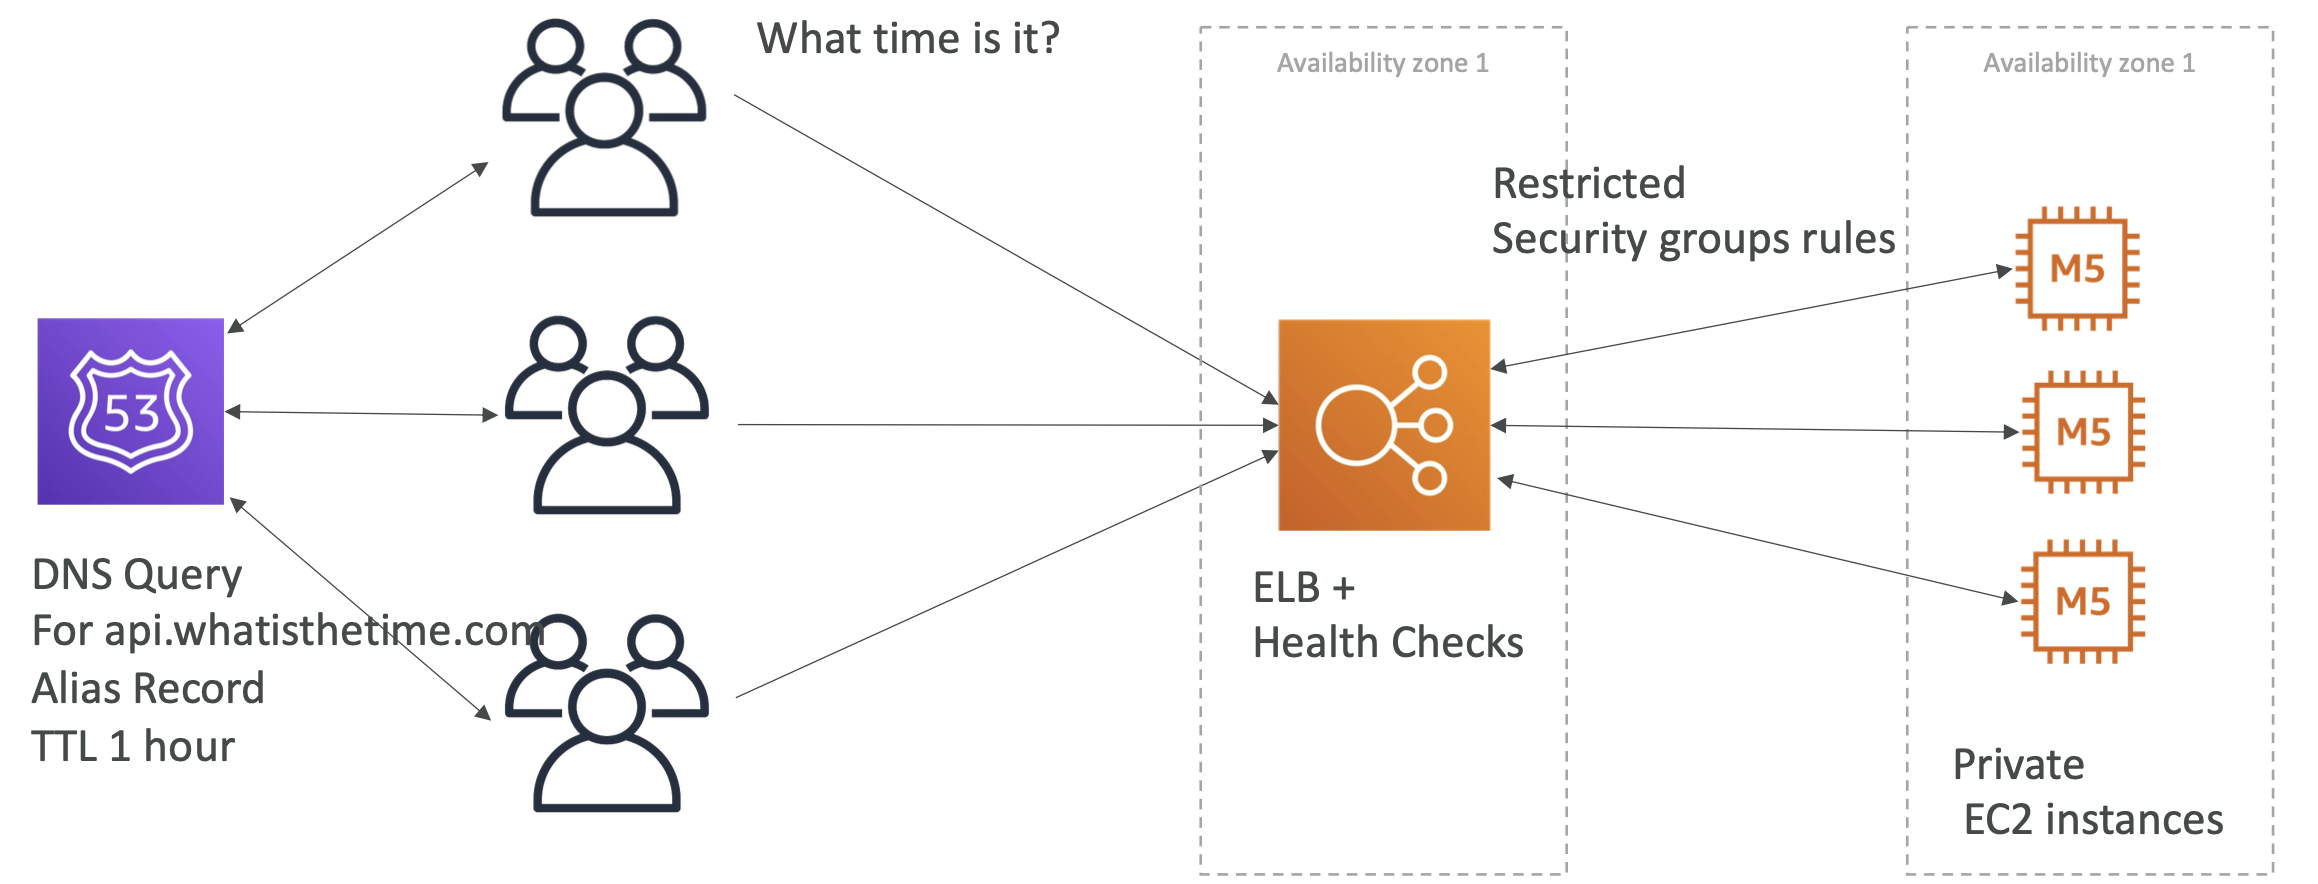 What time is it?
Availability zone 1
Availability zone 1
Restricted
Security groups rules
M5
53
M5
DNS Query
For api.whatisthetime.com
Alias Record
TTL 1 hour
ELB +
Health Checks
M5
Private
EC2 instances